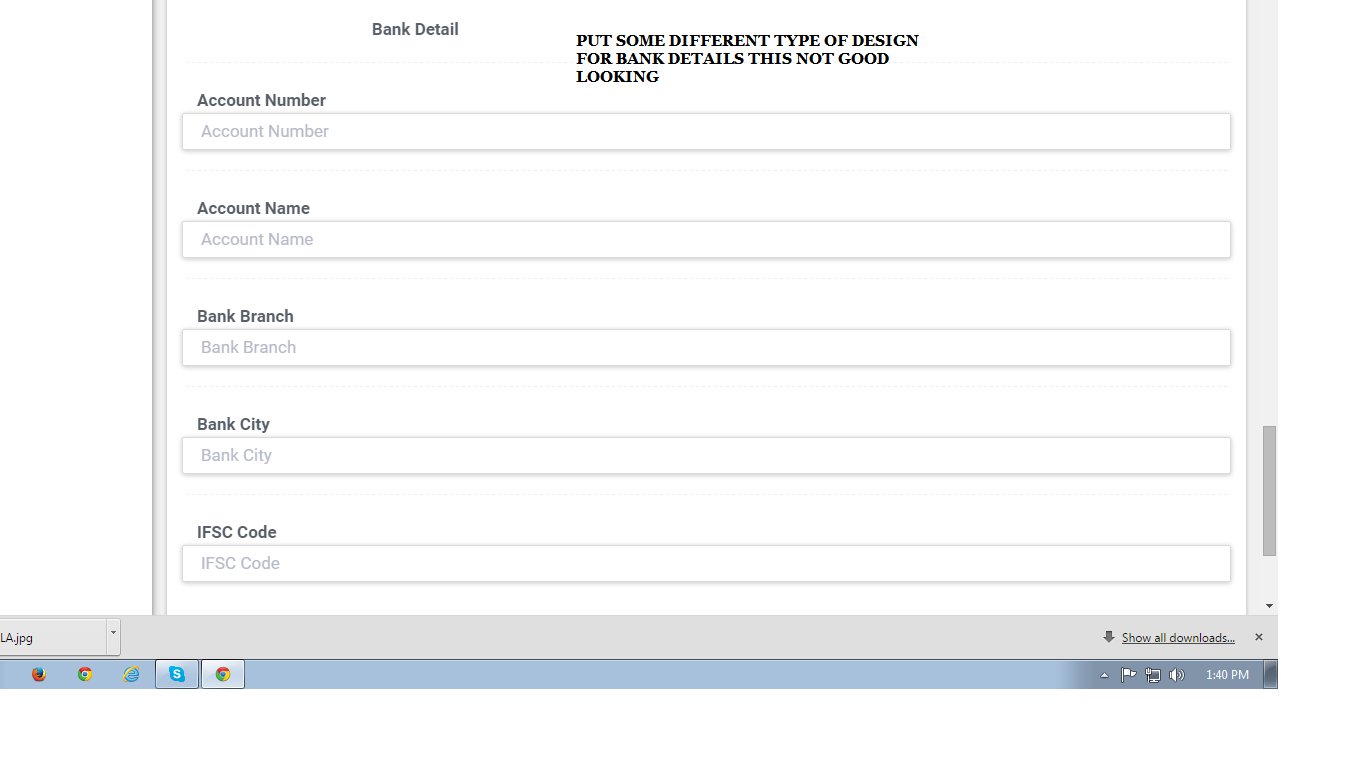 Bank Detail
PUT SOME DIFFERENT TYPE OF DESIGN
FOR BANK DETAILS THIS NOT GOOD
LOOKING
Account Number
Account Number
Account Name
Account Name
Bank Branch
Bank Branch
Bank City
Bank City
IFSC Code
IFSC Code
LA.jpg
Show all downloads...
1:40 PM